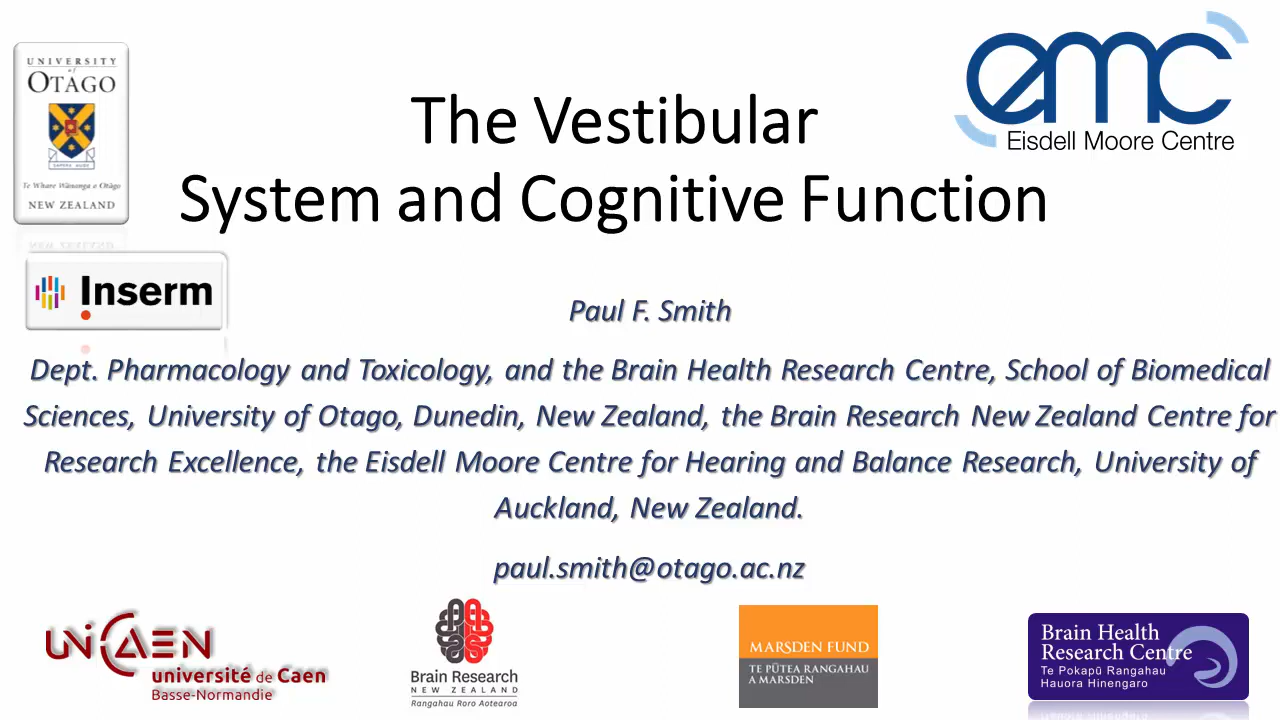 UNIVERSITY
of
OTAGO
SAPERE AUDE
Te Whare Wānanga o Otāgo
NEW ZEALAND
emc
Eisdell Moore Centre
The Vestibular
System and Cognitive Function
Inserm
Paul F. Smith
Dept. Pharmacology and Toxicology, and the Brain Health Research Centre, School of Biomedical
Sciences, University of Otago, Dunedin, New Zealand, the Brain Research New Zealand Centre for
Research Excellence, the Eisdell Moore Centre for Hearing and Balance Research, University of
Auckland, New Zealand.
paul.smith@otago.ac.nz
UNICAEN
université de Caen
Basse-Normandie
Brain Research
NEW ZEALAND
Rangahau Roro Aotearoa
MARSDEN FUND
TE PŪTEA RANGAHAU
A MARSDEN
Brain Health
Research Centre
Te Pokapū Rangahau
Hauora Hinengaro